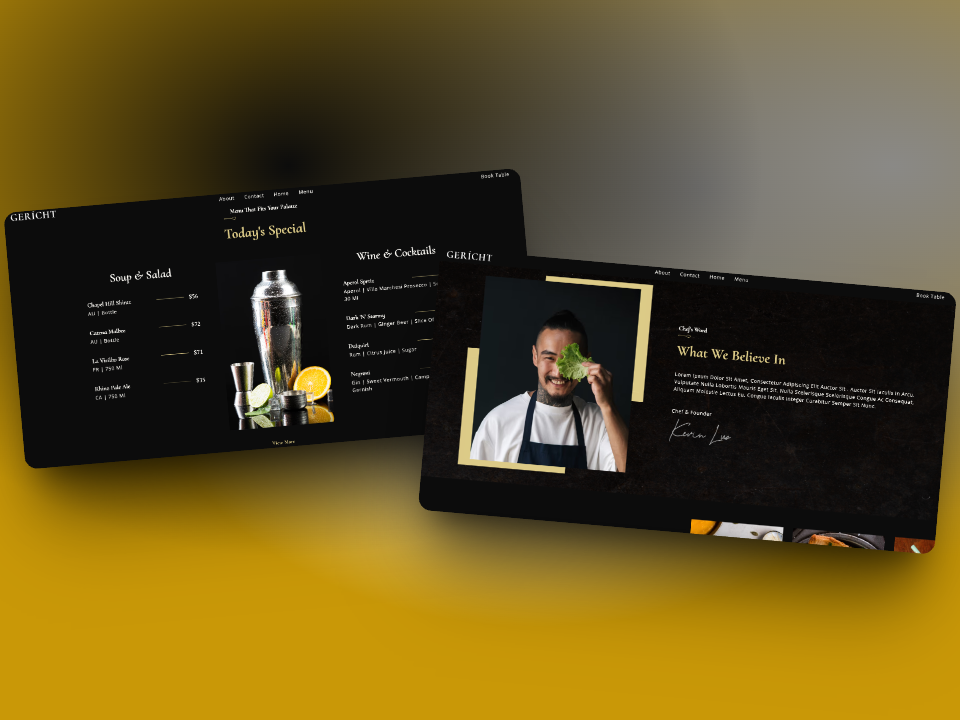 GERÍCHT
About Contact Home Menu
Book Table
Menu That Fits Your Palatte
Today's Special
Soup & Salad
Chapel Hill Shiraz
$56
AU | Bottle
Catena Malbec
$72
AU | Bottle
La Vieillw Rose
$71
FR | 750 Ml
Rhino Pale Ale
$35
CA | 750 Ml
Wine & Cocktails
Aperol Spritz
Aperol | Villa Marchesi Prosecco |
30 Ml
Dark 'N' Stormy
Dark Rum | Ginger Beer | Slice Of
Daiquiri
Rum | Citrus Juice | Sugar
Negroni
Gin | Sweet Vermouth | Camp
Garnish
View More
GERÍCHT
About Contact Home Menu
Book Table
Chef's Word
What We Believe In
Lorem Ipsum Dolor Sit Amet, Consectetur Adipiscing Elit Auctor Sit . Auctor Sit Iaculis In Arcu.
Vulputate Nulla Lobortis Mauris Eget Sit. Nulla Scelerisque Scelerisque Congue Ac Consequat,
Aliquam Molestie Lectus Eu. Congue Iaculis Integer Curabitur Semper Sit Nunc.
Chef & Founder
Kevin Luo